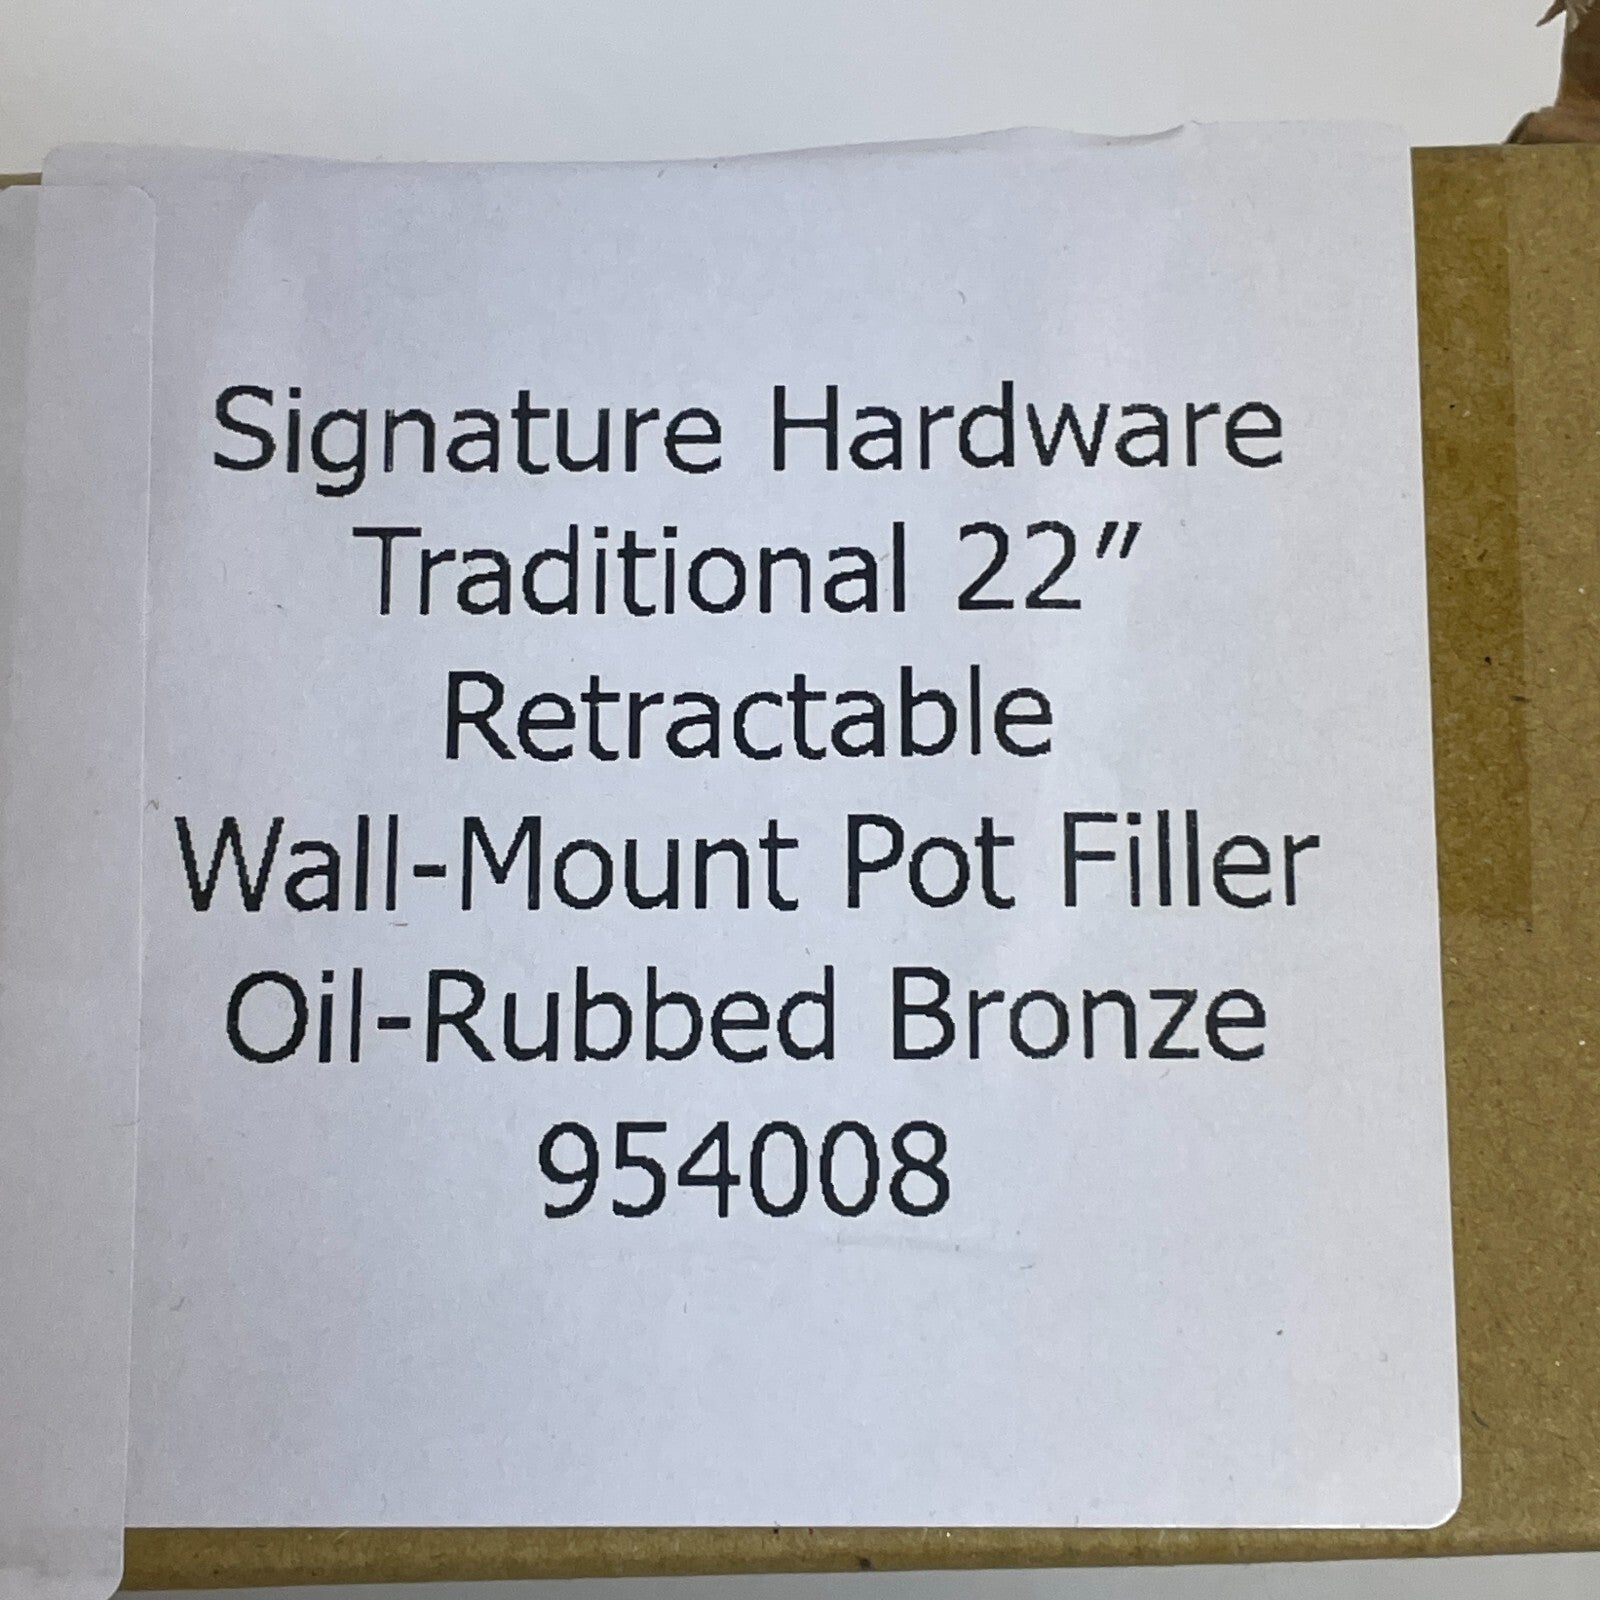 Signature Hardware
Traditional 22”
Retractable
Wall-Mount Pot Filler
Oil-Rubbed Bronze
954008